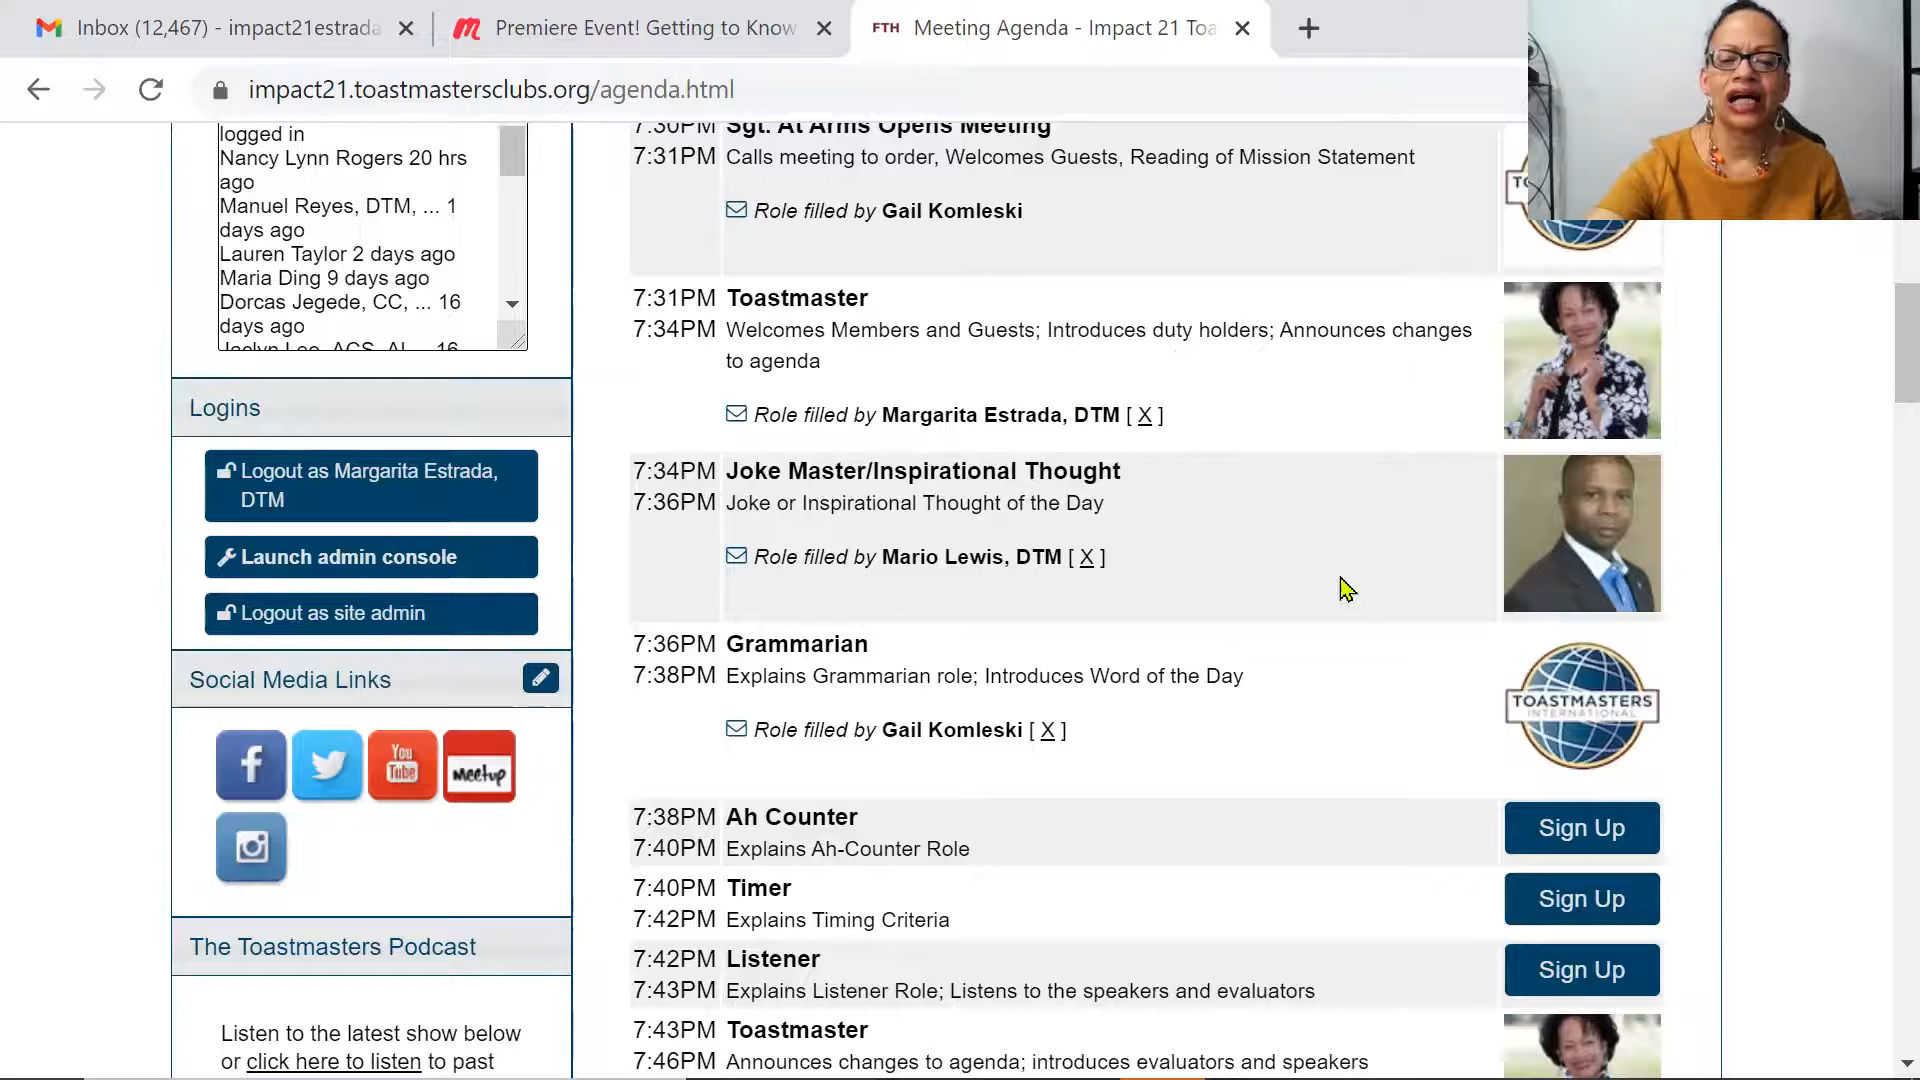 Inbox (12,467) - impact21estrada
Premiere Event! Getting to Know
FTH Meeting Agenda - Impact 21 Toa
impact21.toastmastersclubs.org/agenda.html
logged in
Nancy Lynn Rogers 20 hrs
ago
Manuel Reyes, DTM, ... 1
days ago
Lauren Taylor 2 days ago
Maria Ding 9 days ago
Dorcas Jegede, CC, ... 16
days ago
Logins
Logout as Margarita Estrada,
DTM
Launch admin console
Logout as site admin
Social Media Links
f
You
Tube
meetup
The Toastmasters Podcast
Listen to the latest show below
or click here to listen to past
7:30PM Sgt. At Arms Opens Meeting
7:31PM Calls meeting to order, Welcomes Guests, Reading of Mission Statement
Role filled by Gail Komleski
7:31PM Toastmaster
7:34PM Welcomes Members and Guests; Introduces duty holders; Announces changes
to agenda
Role filled by Margarita Estrada, DTM [ X ]
7:34PM Joke Master/Inspirational Thought
7:36PM Joke or Inspirational Thought of the Day
Role filled by Mario Lewis, DTM [ X ]
7:36PM Grammarian
7:38PM Explains Grammarian role; Introduces Word of the Day
Role filled by Gail Komleski [ X ]
TOASTMASTERS
INTERNATIONAL
7:38PM Ah Counter
7:40PM Explains Ah-Counter Role
Sign Up
7:40PM Timer
7:42PM Explains Timing Criteria
Sign Up
7:42PM Listener
7:43PM Explains Listener Role; Listens to the speakers and evaluators
Sign Up
7:43PM Toastmaster
7:46PM Announces changes to agenda; introduces evaluators and speakers